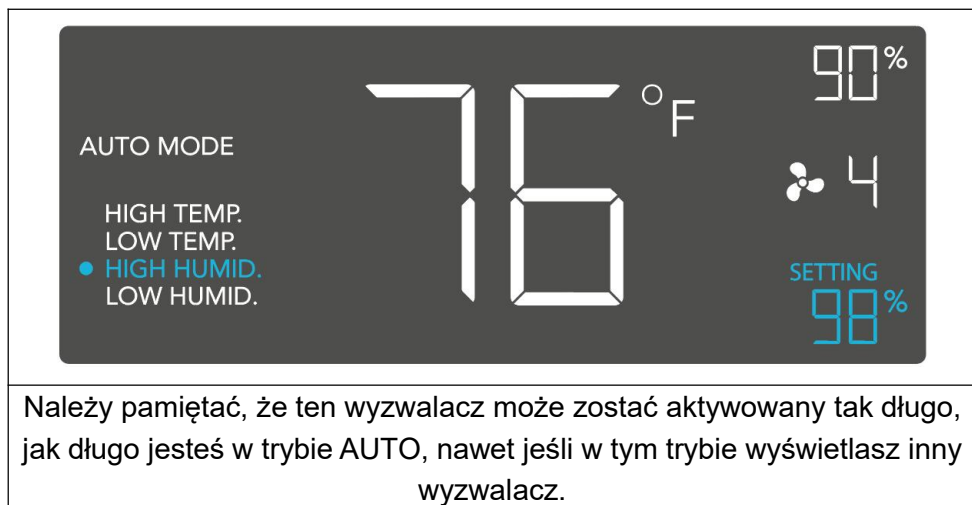 90%
76°F
AUTO MODE
4
HIGH TEMP.
LOW TEMP.
HIGH HUMID.
LOW HUMID.
SETTING
98%
Należy pamiętać, że ten wyzwalacz może zostać aktywowany tak długo,
jak długo jesteś w trybie AUTO, nawet jeśli w tym trybie wyświetlasz inny
wyzwalacz.